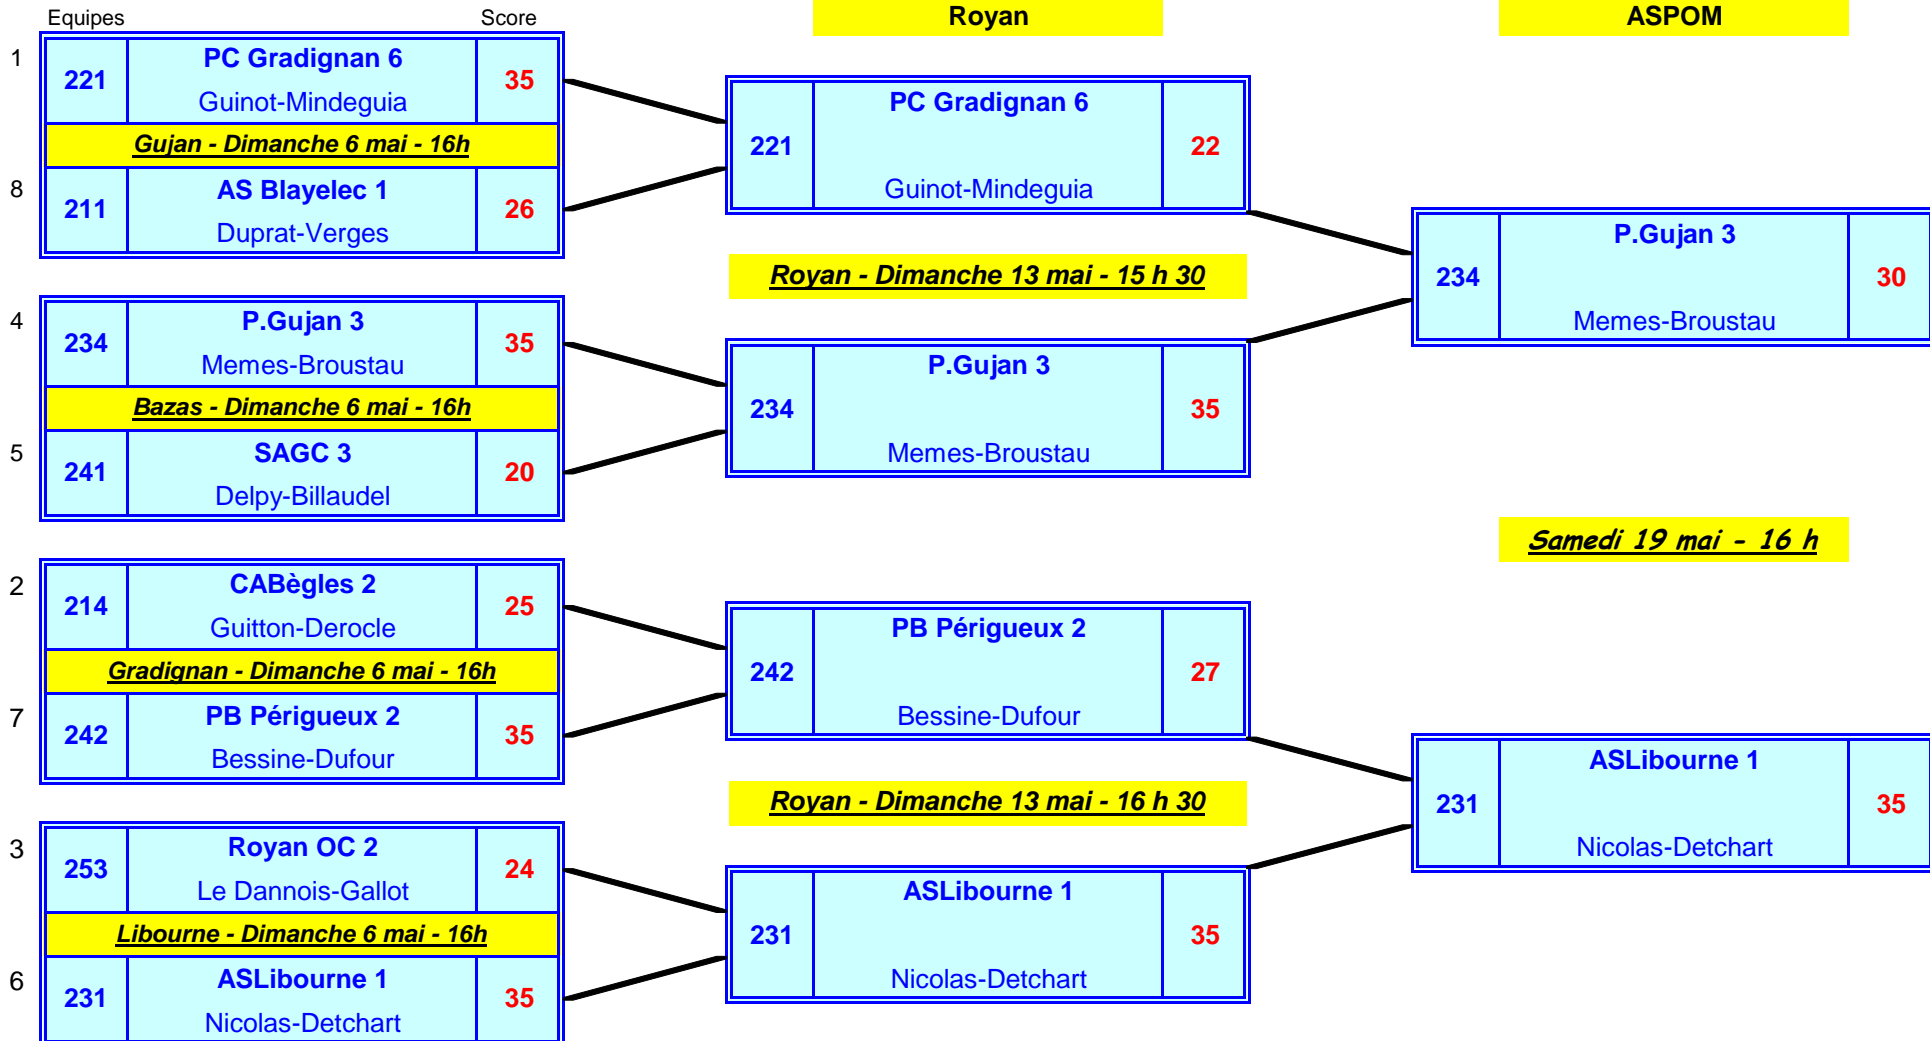 Equipes Score
1
221 PC Gradignan 6 35
Guinot-Mindeguia
Gujan - Dimanche 6 mai - 16h
8
211 AS Blayelec 1 26
Duprat-Verges
4
234 P.Gujan 3 35
Memes-Broustau
Bazas - Dimanche 6 mai - 16h
5
241 SAGC 3 20
Delpy-Billaudel
2
214 CABègles 2 25
Guitton-Derocle
Gradignan - Dimanche 6 mai - 16h
7
242 PB Périgueux 2 35
Bessine-Dufour
3
253 Royan OC 2 24
Le Dannois-Gallot
Libourne - Dimanche 6 mai - 16h
6
231 ASLibourne 1 35
Nicolas-Detchart
Royan
221 PC Gradignan 6 22
Guinot-Mindeguia
Royan - Dimanche 13 mai - 15 h 30
234 P.Gujan 3 35
Memes-Broustau
242 PB Périgueux 2 27
Bessine-Dufour
Royan - Dimanche 13 mai - 16 h 30
231 ASLibourne 1 35
Nicolas-Detchart
ASPOM
234 P.Gujan 3 30
Memes-Broustau
Samedi 19 mai - 16 h
231 ASLibourne 1 35
Nicolas-Detchart